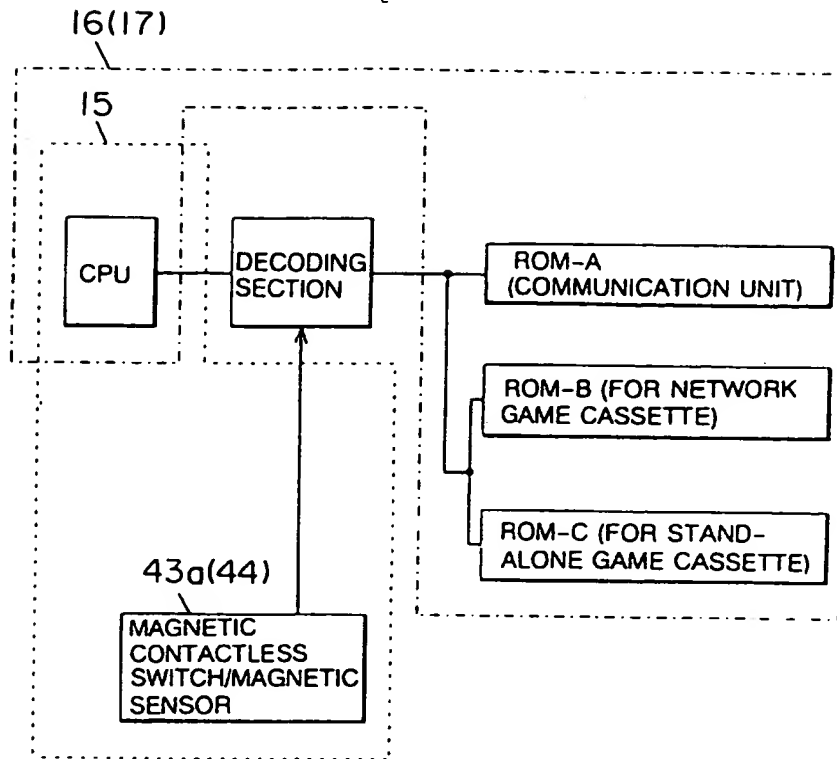 16(17)
15
CPU
DECODING
SECTION
ROM-A
(COMMUNICATION UNIT)
ROM-B (FOR NETWORK
GAME CASSETTE)
ROM-C (FOR STAND-
ALONE GAME CASSETTE)
43a(44)
MAGNETIC
CONTACTLESS
SWITCH/MAGNETIC
SENSOR